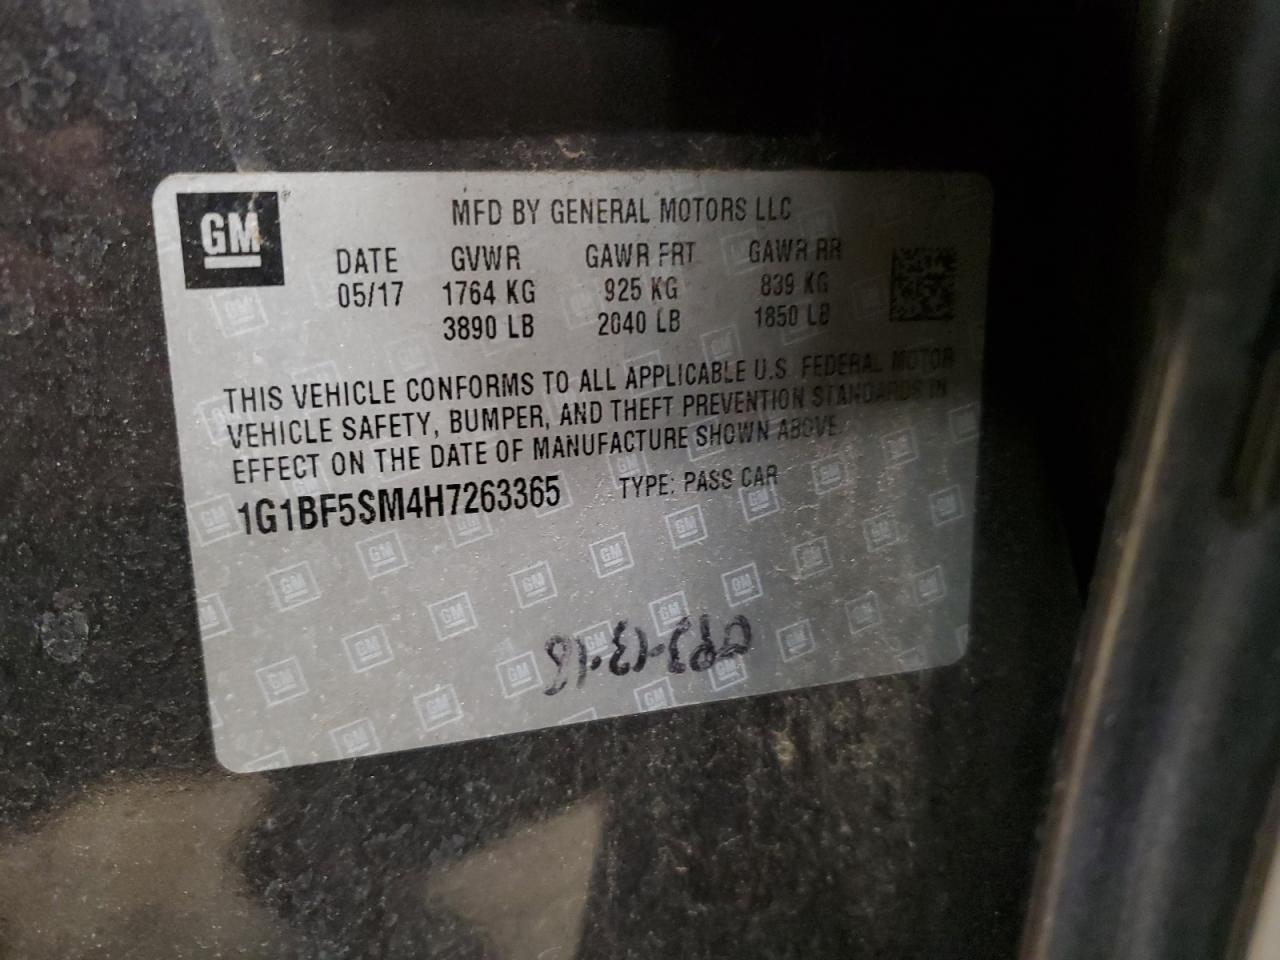 GM
MFD BY GENERAL MOTORS LLC
DATE GVWR GAWR FRT GAWR RR
05/17 1764 KG 925 KG 839 KG
3890 LB 2040 LB 1850 LB
THIS VEHICLE CONFORMS TO ALL APPLICABLE U.S. FEDERAL MOTOR
VEHICLE SAFETY, BUMPER, AND THEFT PREVENTION STANDARDS IN
EFFECT ON THE DATE OF MANUFACTURE SHOWN ABOVE.
1G1BF5SM4H7263365 TYPE: PASS CAR